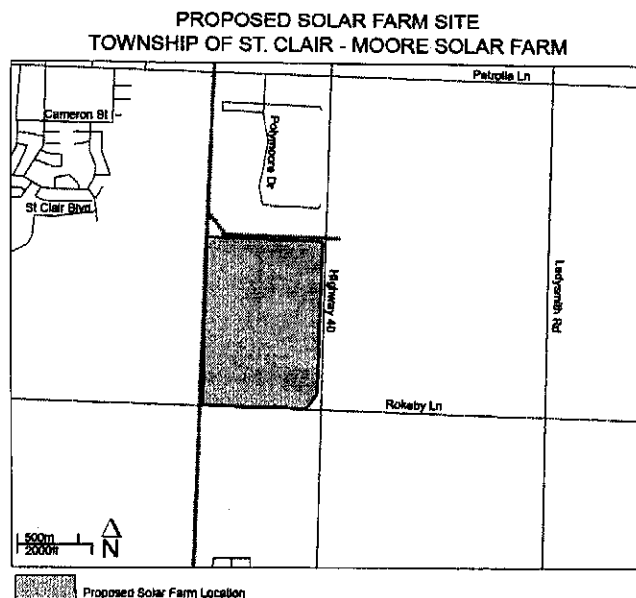 PROPOSED SOLAR FARM SITE
TOWNSHIP OF ST. CLAIR - MOORE SOLAR FARM
Petrolia Ln
Cameron St
Polymoore Dr
St Clair Blvd
Highway 40
Ladysmith Rd
Rokeby Ln
500m
2000ft
N
Proposed Solar Farm Location